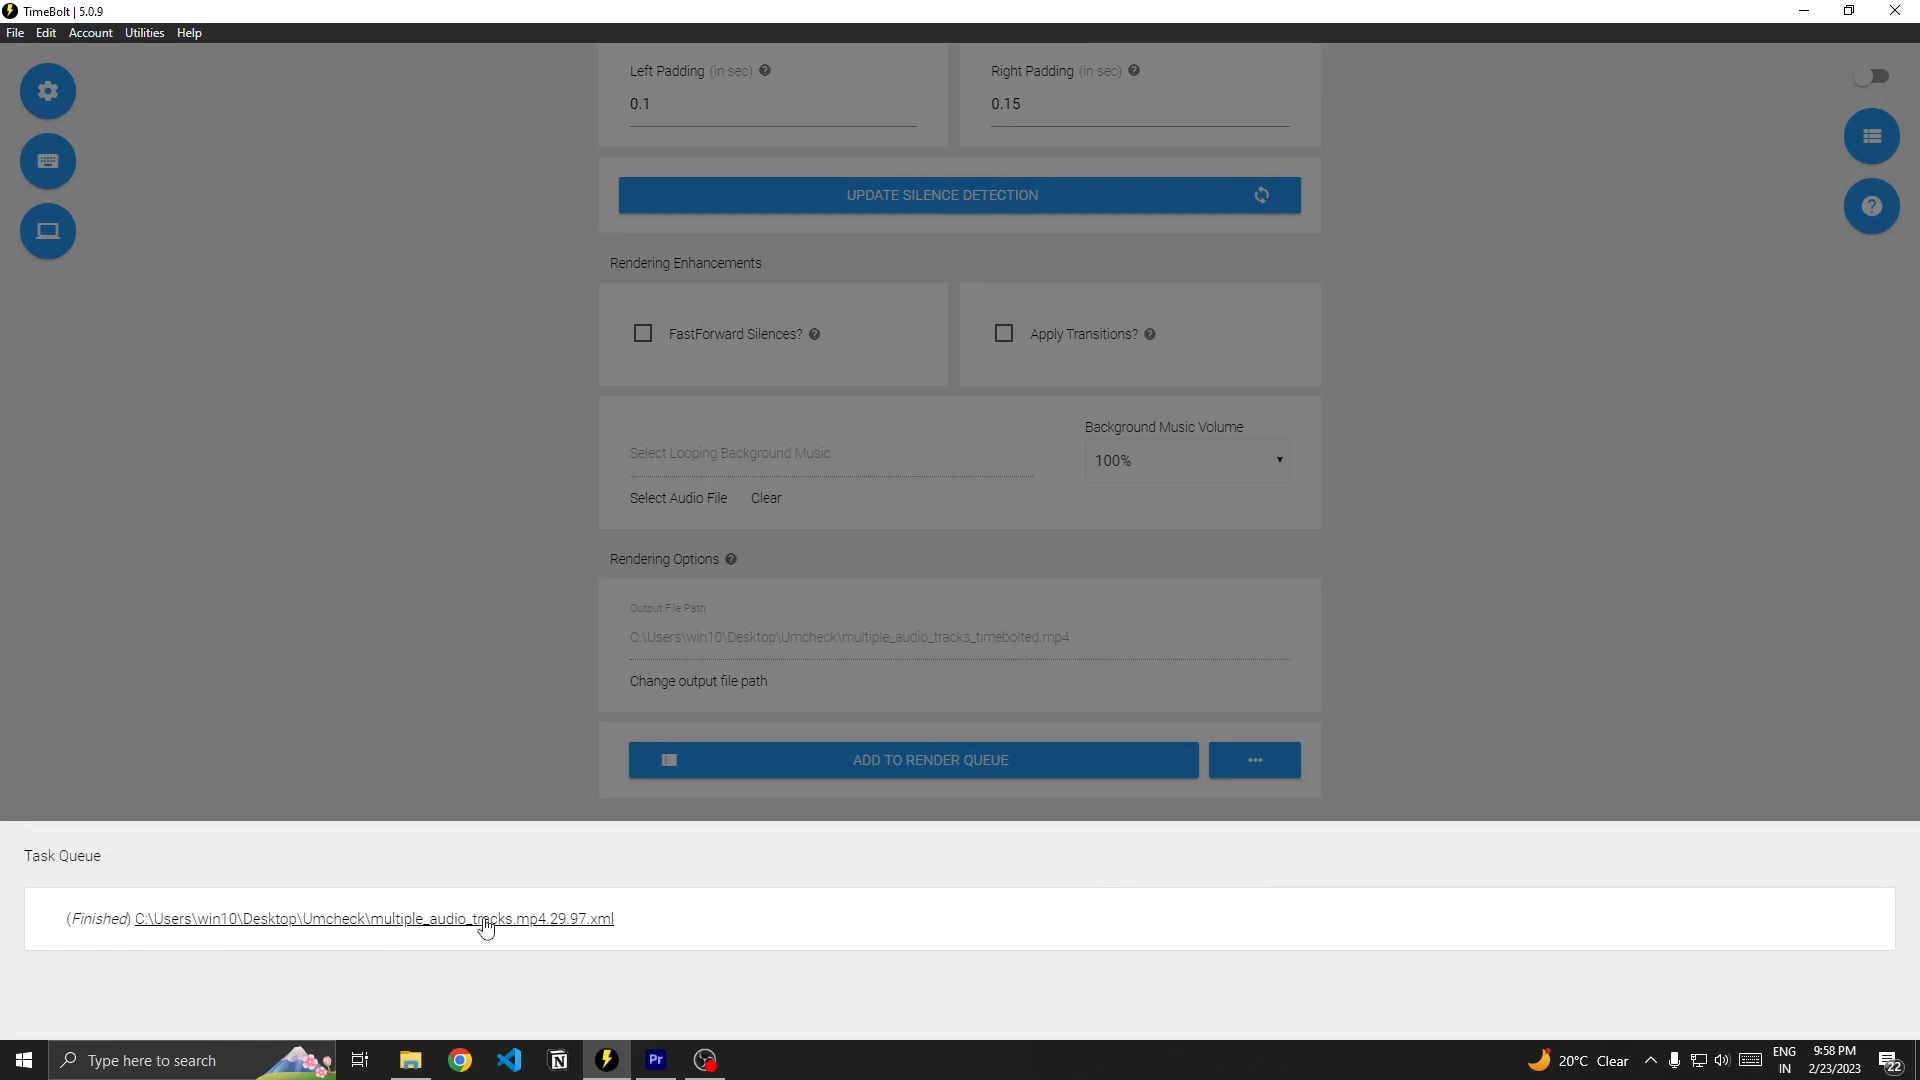 TimeBolt | 5.0.9
File Edit Account Utilities Help
Left Padding (in sec)
0.1
Right Padding (in sec)
0.15
UPDATE SILENCE DETECTION
Rendering Enhancements
FastForward Silences?
Apply Transitions?
Select Looping Background Music
Select Audio File Clear
Background Music Volume
100%
Rendering Options
Output File Path
C:\Users\win10\Desktop\Umcheck\multiple_audio_tracks_timebolted.mp4
Change output file path
ADD TO RENDER QUEUE
Task Queue
(Finished) C:\Users\win10\Desktop\Umcheck\multiple_audio_tracks.mp4.29.97.xml
Type here to search
Pr
20°C Clear
ENG
IN
9:58 PM
2/23/2023
22